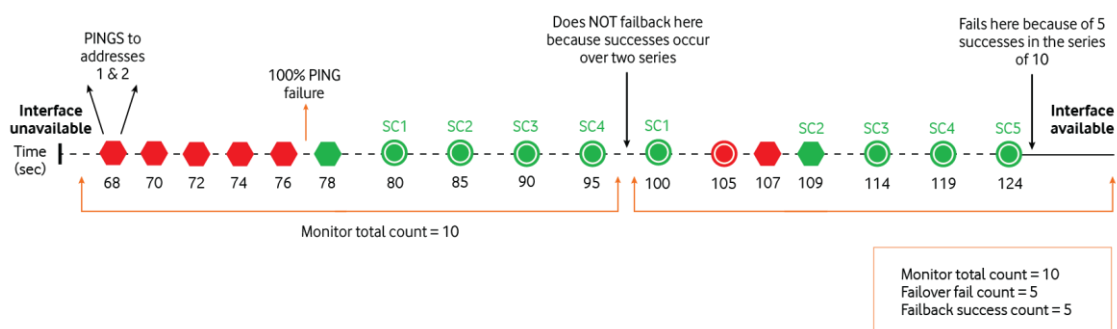 PINGS to
addresses
1 & 2
100% PING
failure
Does NOT failback here
because successes occur
over two series
Fails here because of 5
successes in the series
of 10
Interface
unavailable
Interface
available
Time
(sec)
SC1
SC2
SC3
SC4
SC1
SC2
SC3
SC4
SC5
68
70
72
74
76
78
80
85
90
95
100
105
107
109
114
119
124
Monitor total count = 10
Monitor total count = 10
Failover fail count = 5
Failback success count = 5